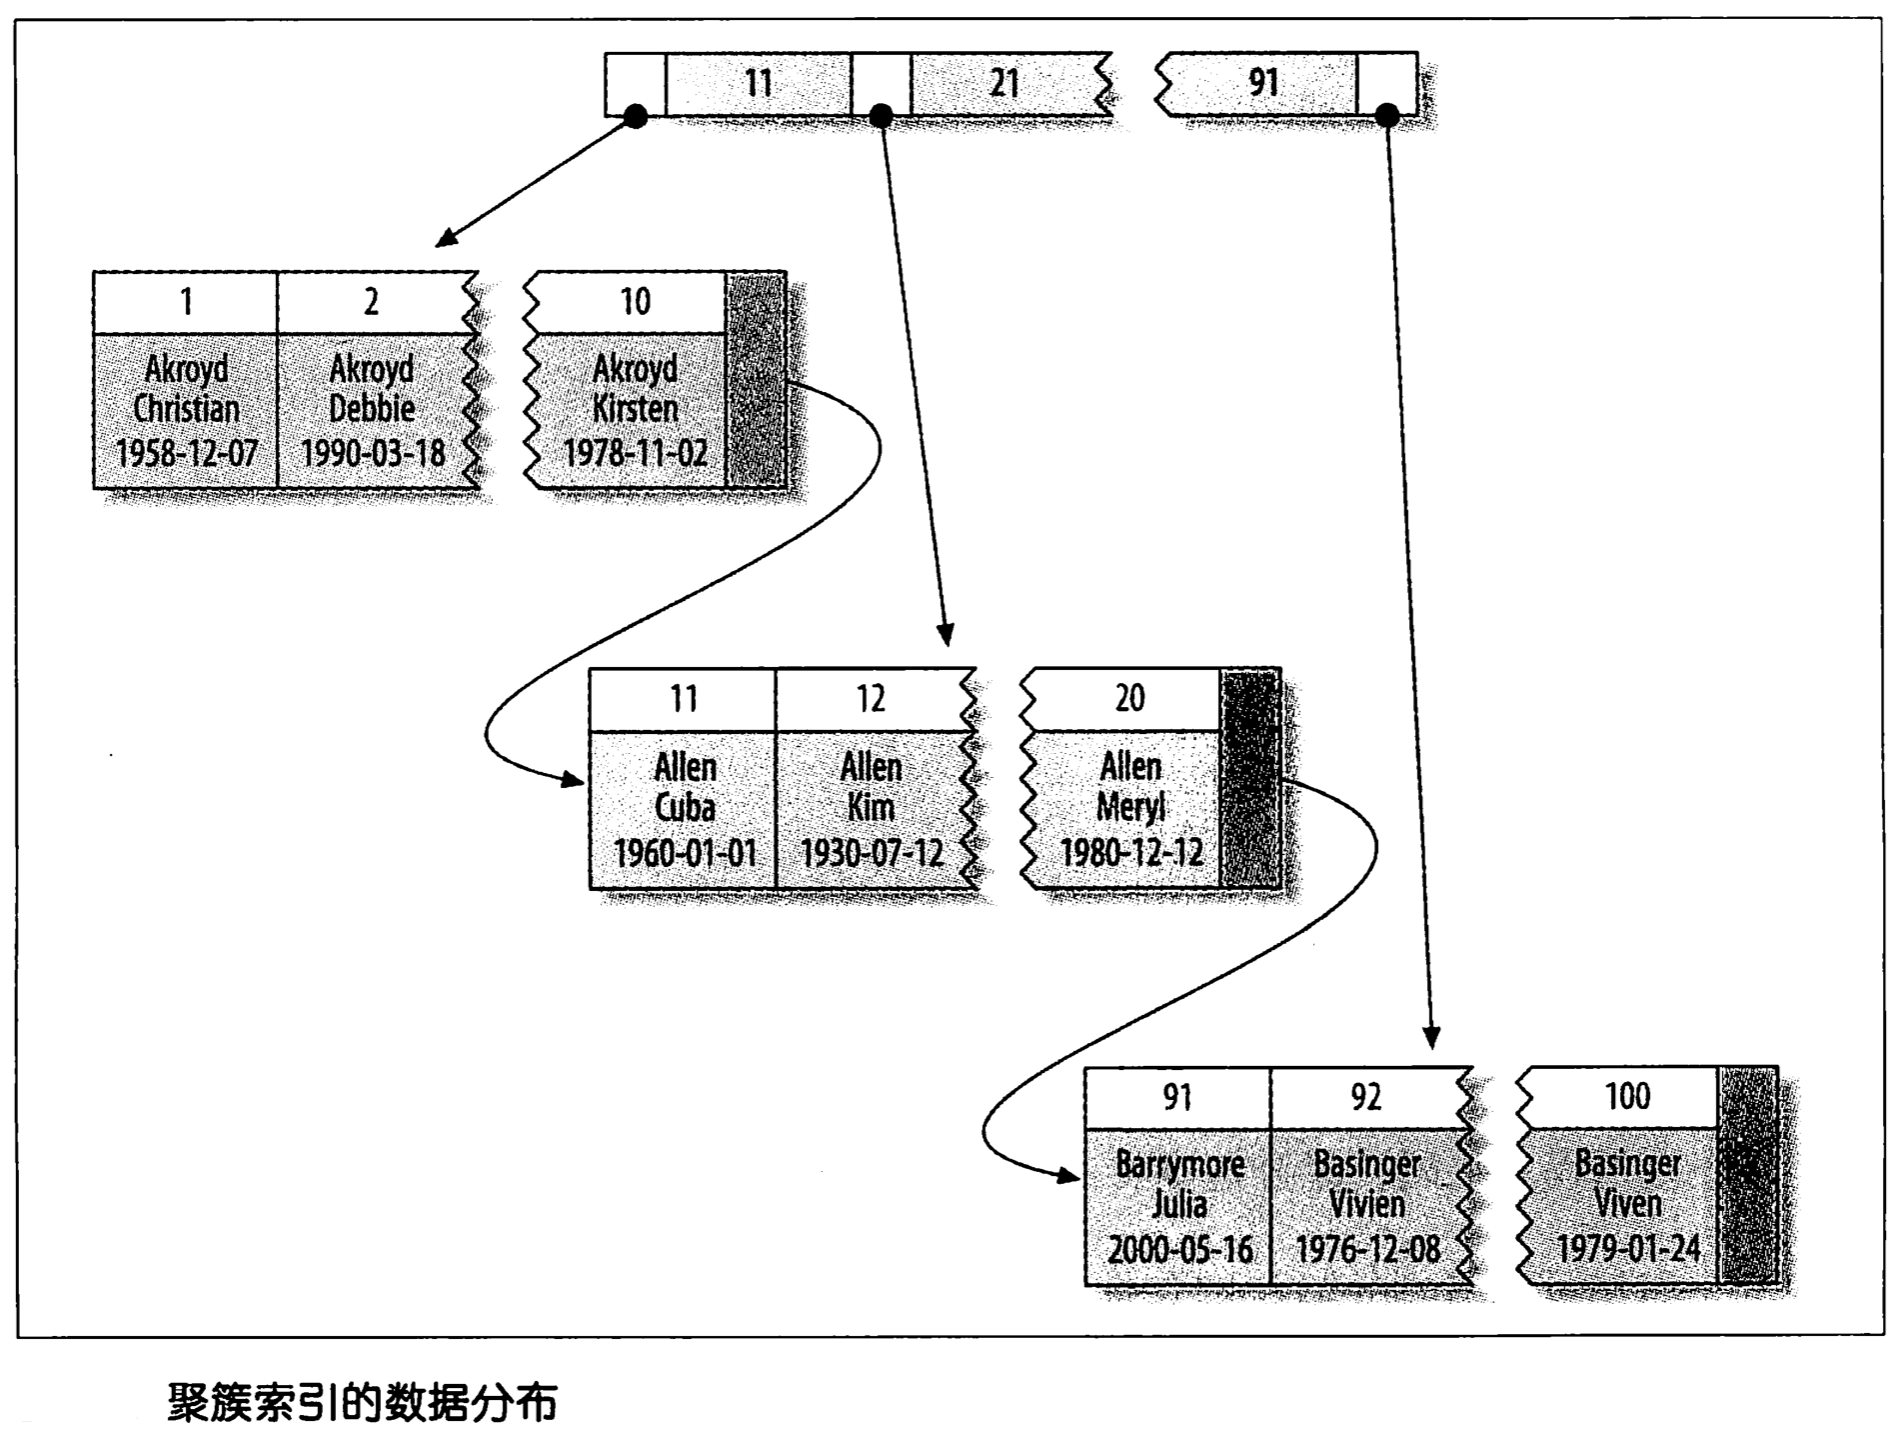 11 21 91
1 2 10
Akroyd Akroyd Akroyd
Christian Debbie Kirsten
1958-12-07 1990-03-18 1978-11-02
11 12 20
Allen Allen Allen
Cuba Kim Meryl
1960-01-01 1930-07-12 1980-12-12
91 92 100
Barrymore Basinger Basinger
Julia Vivien Viven
2000-05-16 1976-12-08 1979-01-24
聚簇索引的数据分布